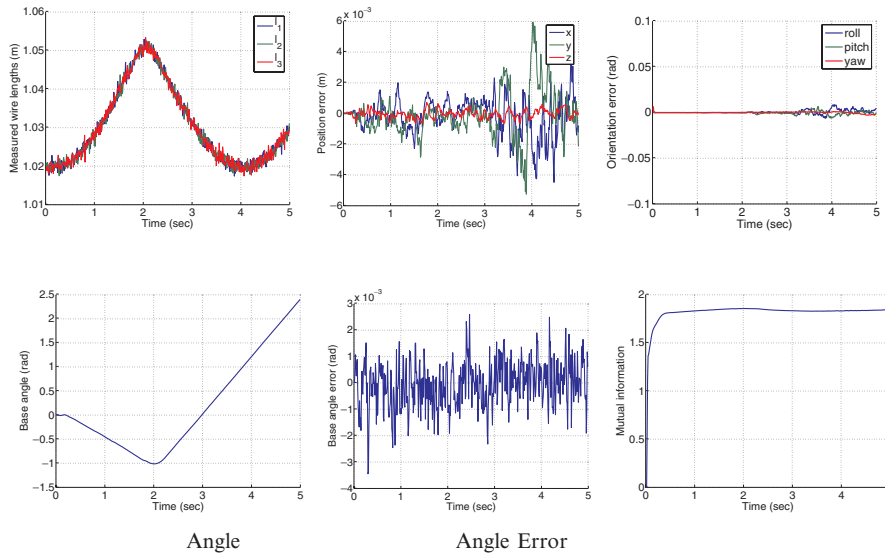 Measured wire lengths (m)
1.06
1.05
1.04
1.03
1.02
1.01
0 1 2 3 4 5
Time (sec)
l1
l2
l3
x 10−3
Position error (m)
6
4
2
0
−2
−4
−6
0 1 2 3 4 5
Time (sec)
x
y
z
Orientation error (rad)
0.1
0.05
0
−0.05
−0.1
0 1 2 3 4 5
Time (sec)
roll
pitch
yaw
Base angle (rad)
2.5
2
1.5
1
0.5
0
−0.5
−1
−1.5
0 1 2 3 4 5
Time (sec)
x 10−3
Base angle error (rad)
3
2
1
0
−1
−2
−3
−4
0 1 2 3 4 5
Time (sec)
Mutual information
2
1.5
1
0.5
0
0 1 2 3 4
Time (sec)
Angle
Angle Error